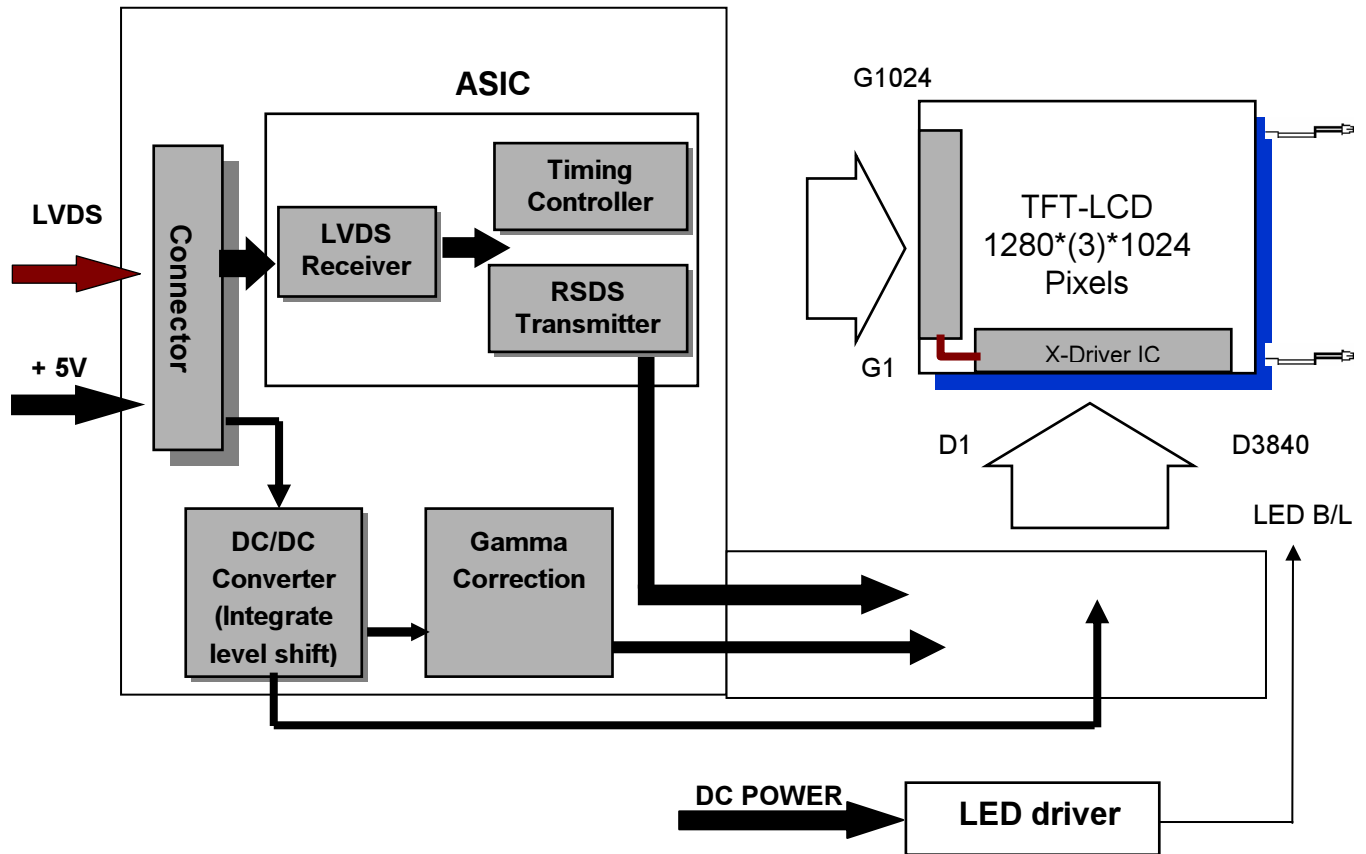 ASIC
G1024
LVDS
+ 5V
Connector
LVDS
Receiver
Timing
Controller
RSDS
Transmitter
TFT-LCD
1280*(3)*1024
Pixels
X-Driver IC
G1
D1
D3840
LED B/L
DC/DC
Converter
(Integrate
level shift)
Gamma
Correction
DC POWER
LED driver